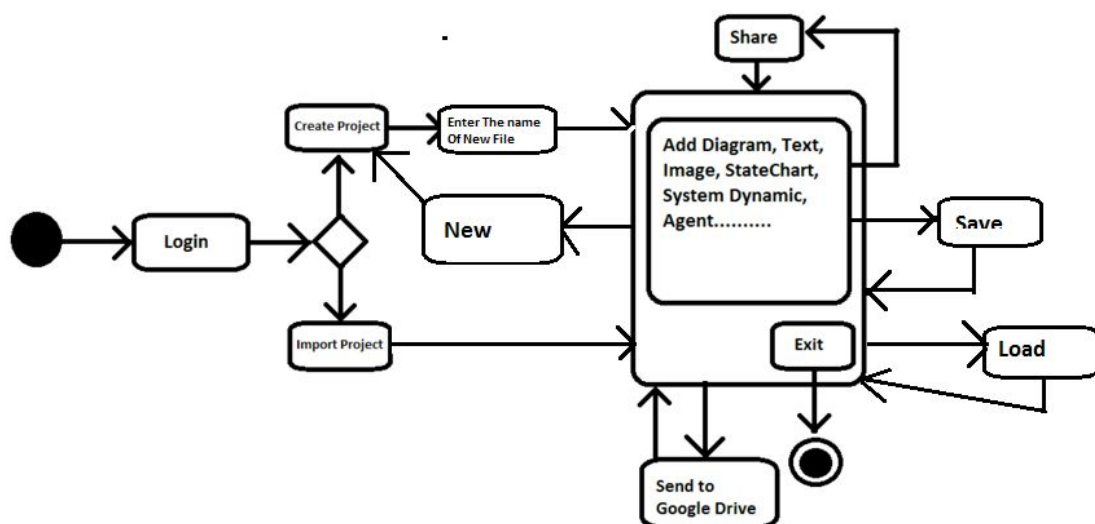 Share
Create Project
Enter The name
Of New File
Add Diagram, Text,
Image, StateChart,
System Dynamic,
Agent..........
New
Save
Login
Import Project
Exit
Load
Send to
Google Drive